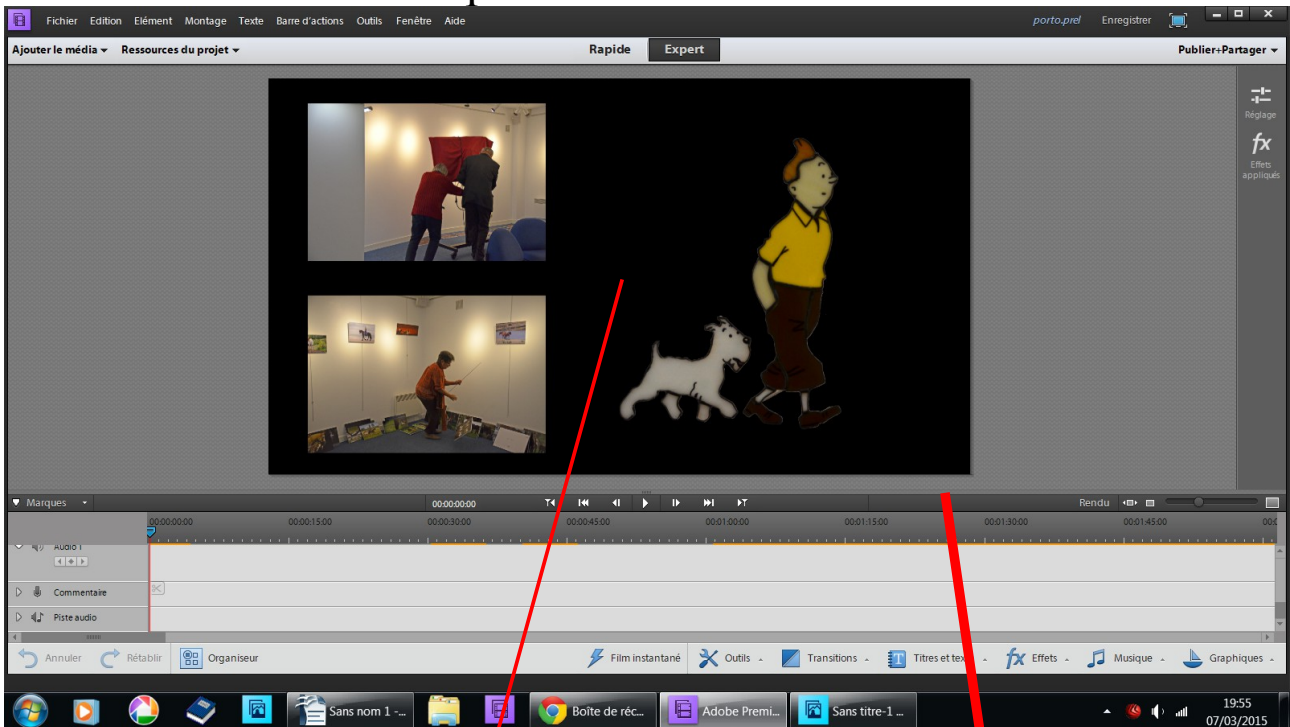 Fichier Edition Elément Montage Texte Barre d'actions Outils Fenêtre Aide porto.prel Enregistrer
Ajouter le média Ressources du projet Rapide Expert Publier+Partager
Réglage
fx
Effets
appliqués
Marques 00:00:00:00 Rendu
00:00:00:00 00:00:15:00 00:00:30:00 00:00:45:00 00:01:00:00 00:01:15:00 00:01:30:00 00:01:45:00
Audio 1
Commentaire
Piste audio
Annuler Rétablir Organiseur Film instantané Outils Transitions T Titres et tex fx Effets Musique Graphiques
Sans nom 1 -... Boîte de réc... Adobe Premi... Sans titre-1 ... 19:55
07/03/2015